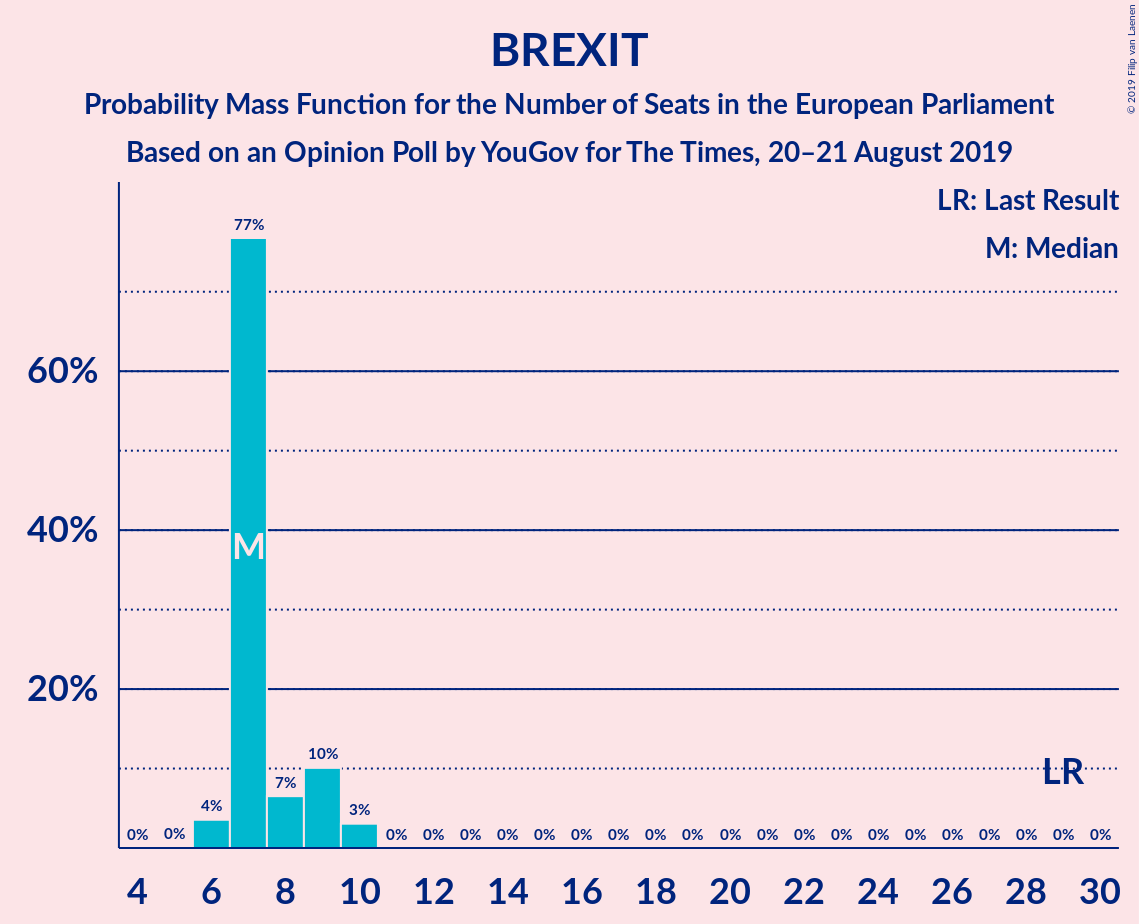 BREXIT
Probability Mass Function for the Number of Seats in the European Parliament
Based on an Opinion Poll by YouGov for The Times, 20–21 August 2019
© 2019 Filip van Laenen
LR: Last Result
M: Median
77%
60%
40%
M
20%
10%
LR
7%
4%
3%
0% 0% 0% 0% 0% 0% 0% 0% 0% 0% 0% 0% 0% 0% 0% 0% 0% 0% 0% 0% 0% 0%
4 6 8 10 12 14 16 18 20 22 24 26 28 30